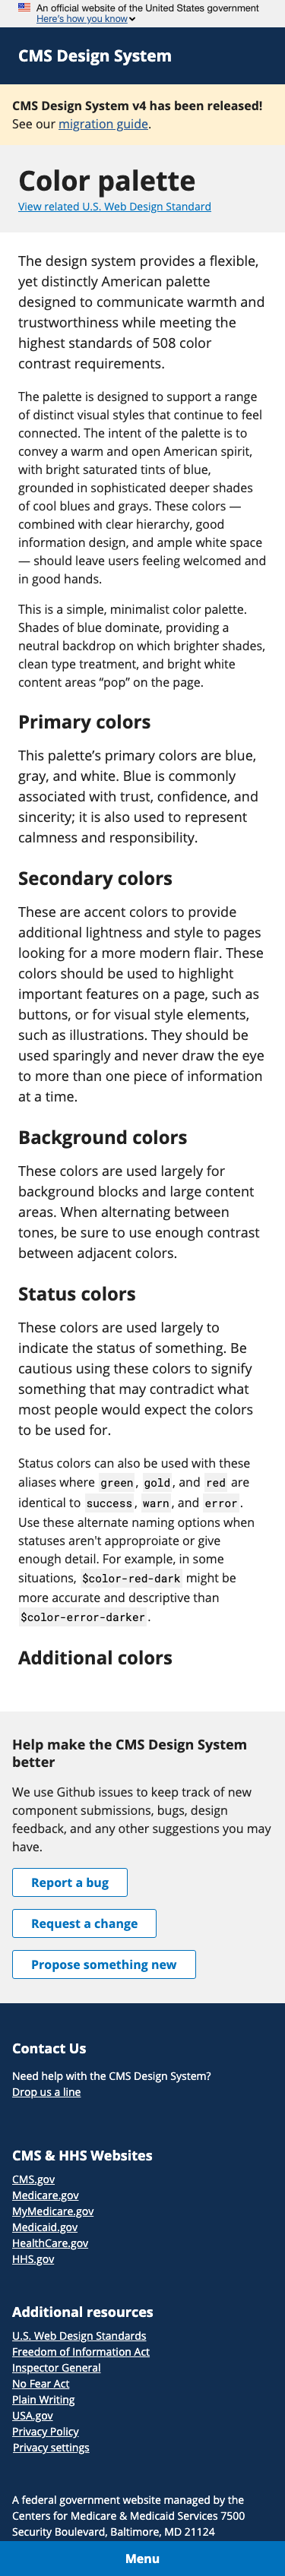 An official website of the United States government
Here's how you know
CMS Design System
CMS Design System v4 has been released!
See our migration guide.
Color palette
View related U.S. Web Design Standard
The design system provides a flexible,
yet distinctly American palette
designed to communicate warmth and
trustworthiness while meeting the
highest standards of 508 color
contrast requirements.
The palette is designed to support a range
of distinct visual styles that continue to feel
connected. The intent of the palette is to
convey a warm and open American spirit,
with bright saturated tints of blue,
grounded in sophisticated deeper shades
of cool blues and grays. These colors —
combined with clear hierarchy, good
information design, and ample white space
— should leave users feeling welcomed and
in good hands.
This is a simple, minimalist color palette.
Shades of blue dominate, providing a
neutral backdrop on which brighter shades,
clean type treatment, and bright white
content areas “pop” on the page.
Primary colors
This palette’s primary colors are blue,
gray, and white. Blue is commonly
associated with trust, confidence, and
sincerity; it is also used to represent
calmness and responsibility.
Secondary colors
These are accent colors to provide
additional lightness and style to pages
looking for a more modern flair. These
colors should be used to highlight
important features on a page, such as
buttons, or for visual style elements,
such as illustrations. They should be
used sparingly and never draw the eye
to more than one piece of information
at a time.
Background colors
These colors are used largely for
background blocks and large content
areas. When alternating between
tones, be sure to use enough contrast
between adjacent colors.
Status colors
These colors are used largely to
indicate the status of something. Be
cautious using these colors to signify
something that may contradict what
most people would expect the colors
to be used for.
Status colors can also be used with these
aliases where green, gold, and red are
identical to success, warn, and error.
Use these alternate naming options when
statuses aren't appropriate or give
enough detail. For example, in some
situations, $color-red-dark might be
more accurate and descriptive than
$color-error-darker.
Additional colors
Help make the CMS Design System
better
We use Github issues to keep track of new
component submissions, bugs, design
feedback, and any other suggestions you may
have.
Report a bug
Request a change
Propose something new
Contact Us
Need help with the CMS Design System?
Drop us a line
CMS & HHS Websites
CMS.gov
Medicare.gov
MyMedicare.gov
Medicaid.gov
HealthCare.gov
HHS.gov
Additional resources
U.S. Web Design Standards
Freedom of Information Act
Inspector General
No Fear Act
Plain Writing
USA.gov
Privacy Policy
Privacy settings
A federal government website managed by the
Centers for Medicare & Medicaid Services 7500
Security Boulevard, Baltimore, MD 21124
Menu